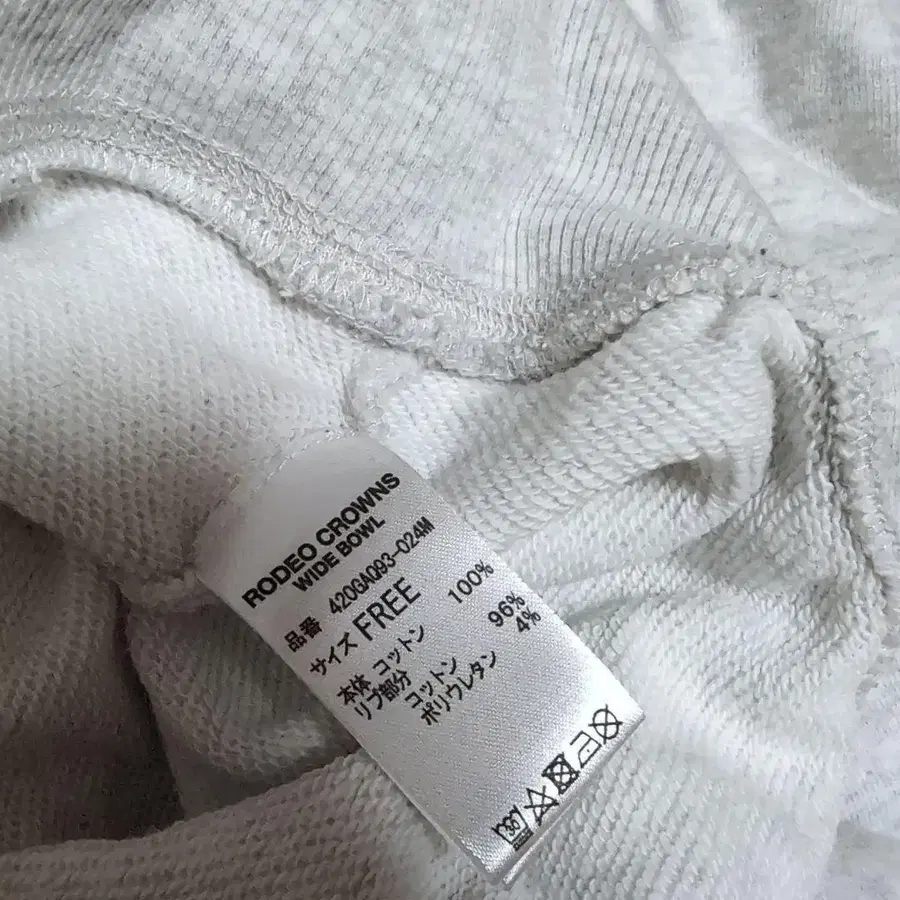 RODEO CROWNS
WIDE BOWL
品番 420GA093-024M
サイズ FREE
本体 コットン 100%
リブ部分
コットン 96%
ポリウレタン 4%
30